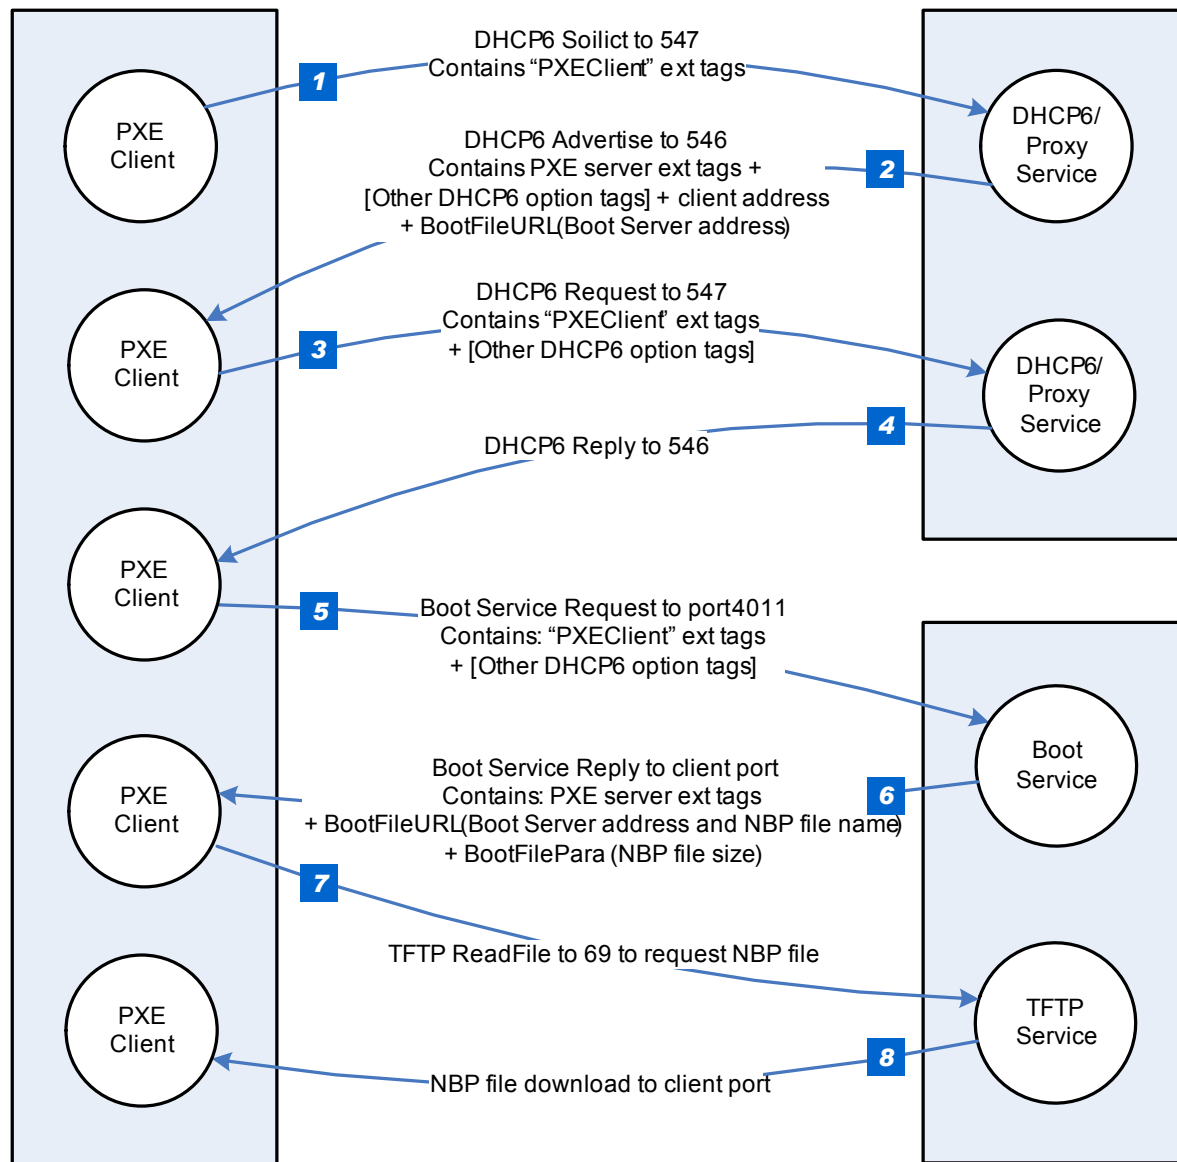 DHCP6 Soilict to 547
Contains “PXEClient” ext tags
1
PXE
Client
DHCP6/
Proxy
Service
DHCP6 Advertise to 546
Contains PXE server ext tags +
[Other DHCP6 option tags] + client address
+ BootFileURL(Boot Server address)
2
DHCP6 Request to 547
Contains “PXEClient” ext tags
+ [Other DHCP6 option tags]
3
PXE
Client
DHCP6/
Proxy
Service
4
DHCP6 Reply to 546
PXE
Client
5
Boot Service Request to port4011
Contains: “PXEClient” ext tags
+ [Other DHCP6 option tags]
Boot
Service
PXE
Client
Boot Service Reply to client port
Contains: PXE server ext tags
+ BootFileURL(Boot Server address and NBP file name)
+ BootFilePara (NBP file size)
6
7
TFTP ReadFile to 69 to request NBP file
PXE
Client
TFTP
Service
8
NBP file download to client port